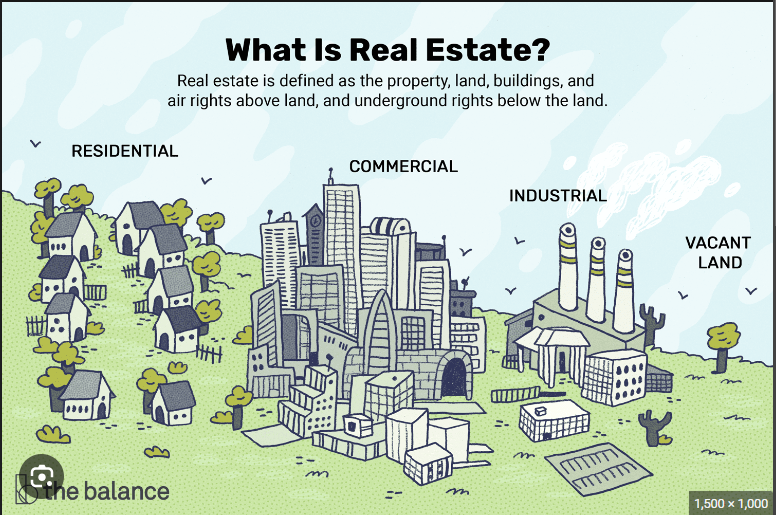 What Is Real Estate?
Real estate is defined as the property, land, buildings, and
air rights above land, and underground rights below the land.
RESIDENTIAL
COMMERCIAL
INDUSTRIAL
VACANT
LAND
the balance
1,500 × 1,000